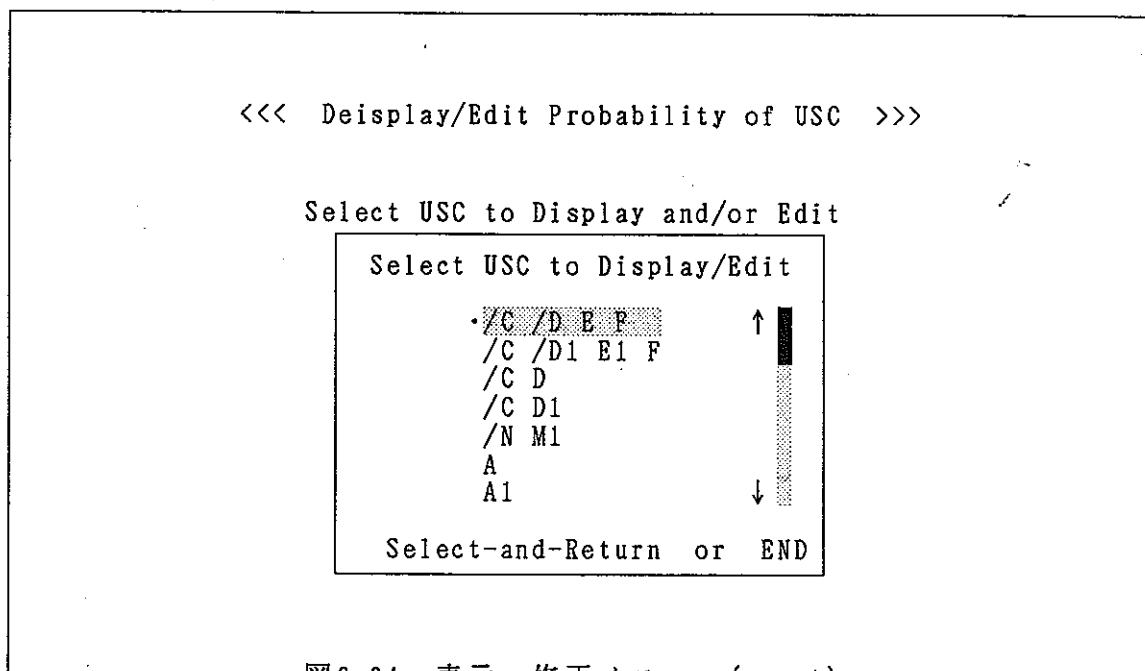 <<< Deisplay/Edit Probability of USC >>>
Select USC to Display and/or Edit
Select USC to Display/Edit
/C /D E F ↑
/C /D1 E1 F
/C D
/C D1
/N M1
A
A1 ↓
Select-and-Return or END